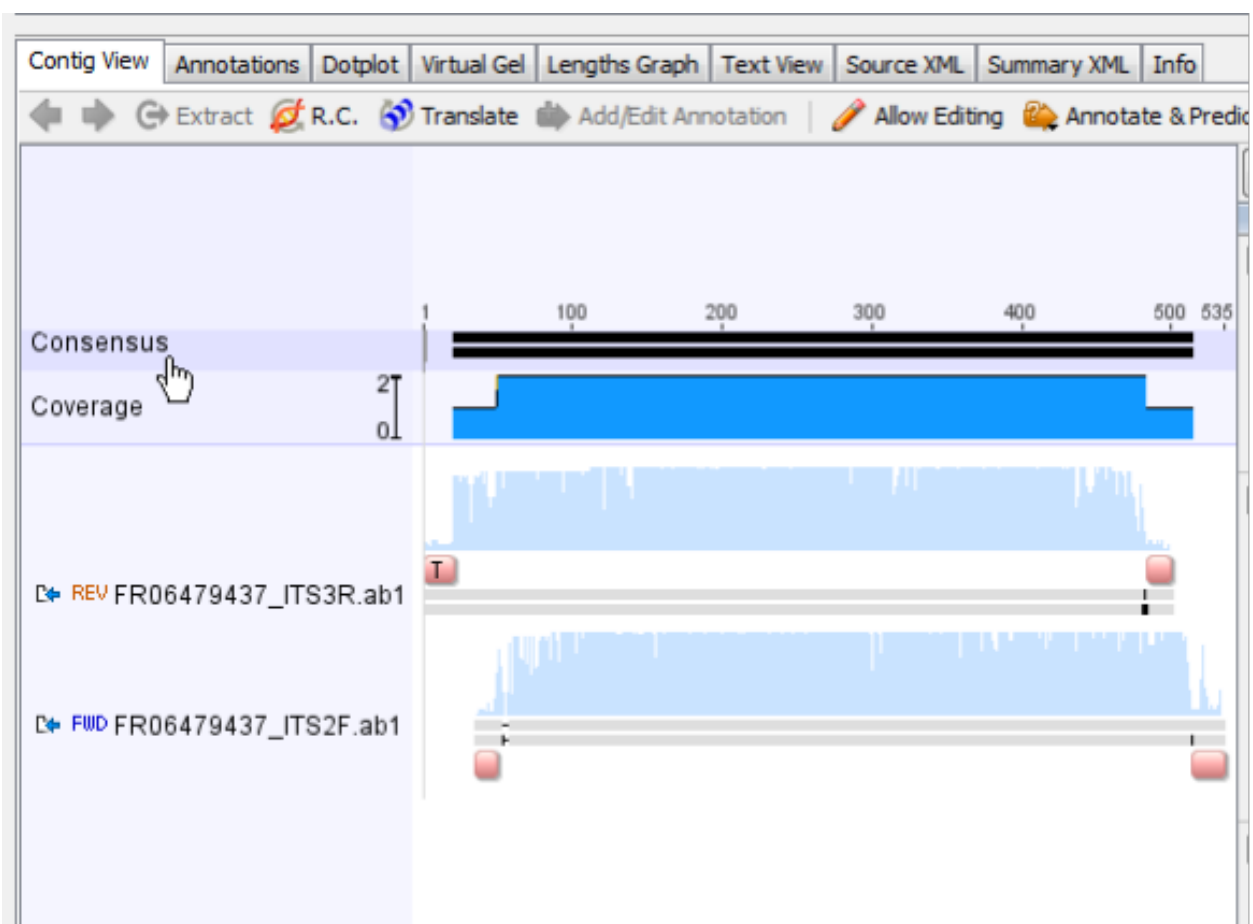 Contig View Annotations Dotplot Virtual Gel Lengths Graph Text View Source XML Summary XML Info
Extract R.C. Translate Add/Edit Annotation Allow Editing Annotate & Predic
1 100 200 300 400 500 535
Consensus
Coverage 2 0
T
REV FR06479437_ITS3R.ab1
FWD FR06479437_ITS2F.ab1